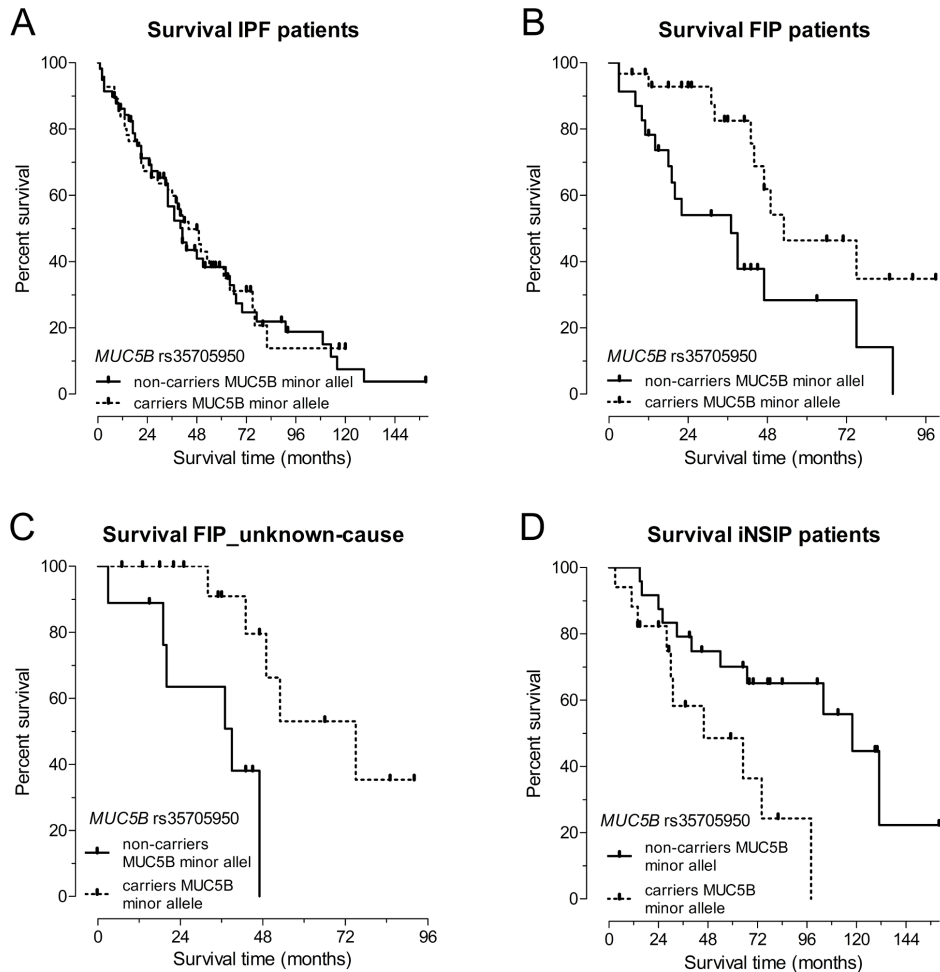 A
Survival IPF patients
Percent survival
100
80
60
40
20
0
MUC5B rs35705950
non-carriers MUC5B minor allel
carriers MUC5B minor allele
0 24 48 72 96 120 144
Survival time (months)
B
Survival FIP patients
Percent survival
100
80
60
40
20
0
MUC5B rs35705950
non-carriers MUC5B minor allel
carriers MUC5B minor allele
0 24 48 72 96
Survival time (months)
C
Survival FIP_unknown-cause
Percent survival
100
80
60
40
20
0
MUC5B rs35705950
non-carriers
MUC5B minor allel
carriers MUC5B
minor allele
0 24 48 72 96
Survival time (months)
D
Survival iNSIP patients
Percent survival
100
80
60
40
20
0
MUC5B rs35705950
non-carriers MUC5B
minor allel
carriers MUC5B
minor allele
0 24 48 72 96 120 144
Survival time (months)